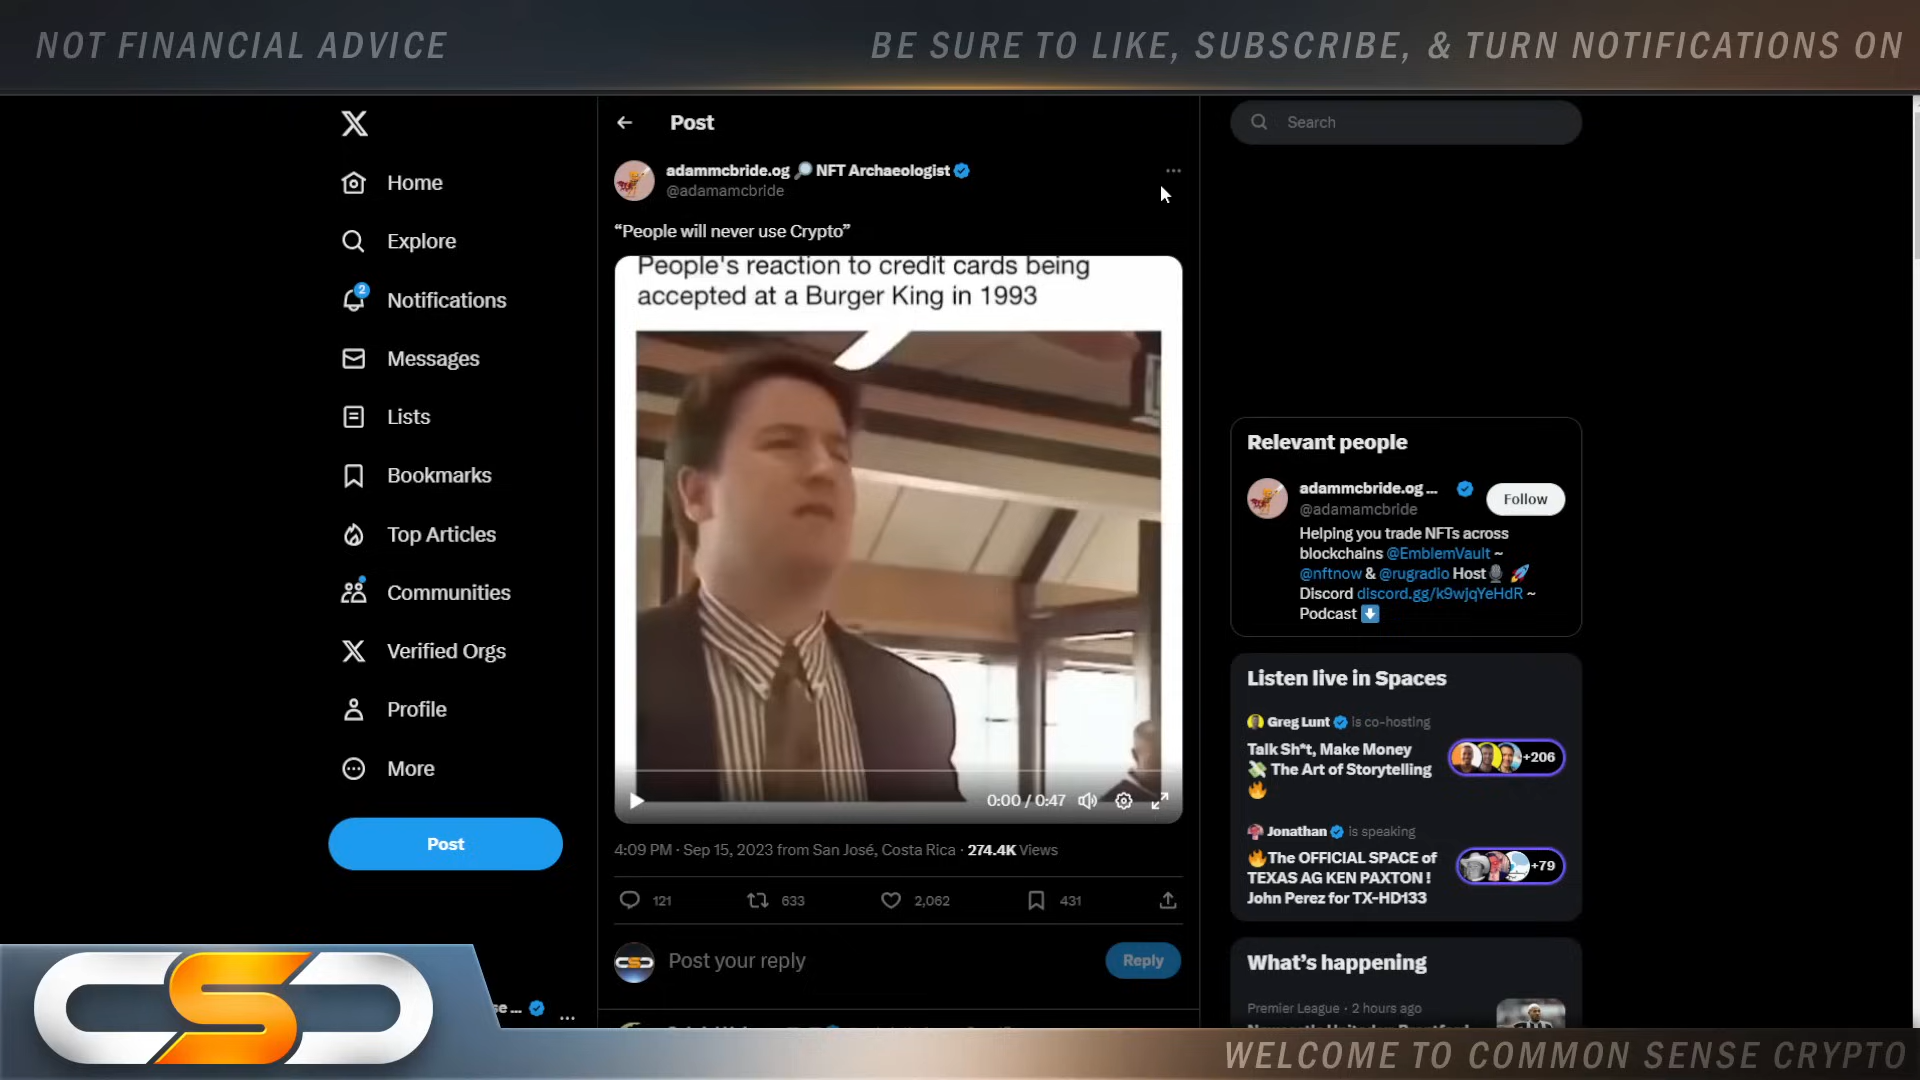 NOT FINANCIAL ADVICE
BE SURE TO LIKE, SUBSCRIBE, & TURN NOTIFICATIONS ON
X
Home
Explore
2
Notifications
Messages
Lists
Bookmarks
Top Articles
Communities
Verified Orgs
Profile
More
Post
se ...
Post
adammcbride.og NFT Archaeologist
@adamamcbride
“People will never use Crypto”
People's reaction to credit cards being
accepted at a Burger King in 1993
0:00 / 0:47
4:09 PM · Sep 15, 2023 from San José, Costa Rica · 274.4K Views
121
633
2,062
431
Post your reply
Reply
Search
Relevant people
adammcbride.og ...
@adamamcbride
Follow
Helping you trade NFTs across
blockchains @EmblemVault ~
@nftnow & @rugradio Host
Discord discord.gg/k9wjqYeHdR ~
Podcast
Listen live in Spaces
Greg Lunt is co-hosting
Talk Sh*t, Make Money
The Art of Storytelling
+206
Jonathan is speaking
The OFFICIAL SPACE of
TEXAS AG KEN PAXTON !
John Perez for TX-HD133
+79
What’s happening
Premier League · 2 hours ago
CSC
WELCOME TO COMMON SENSE CRYPTO